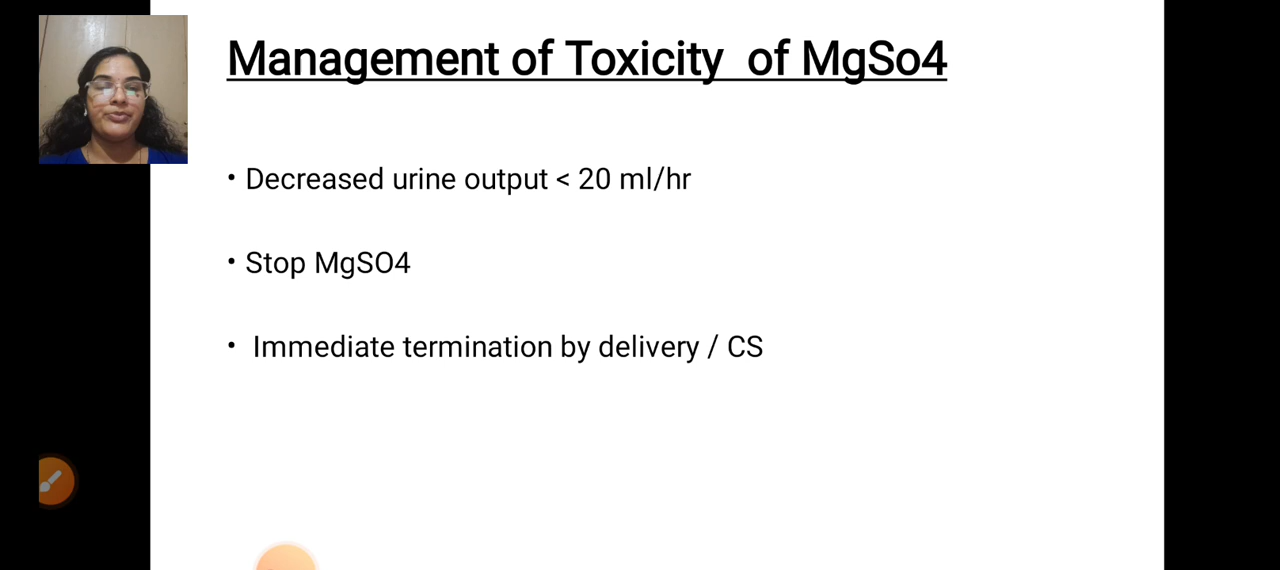 Management of Toxicity of MgSo4
• Decreased urine output < 20 ml/hr
• Stop MgSO4
• Immediate termination by delivery / CS